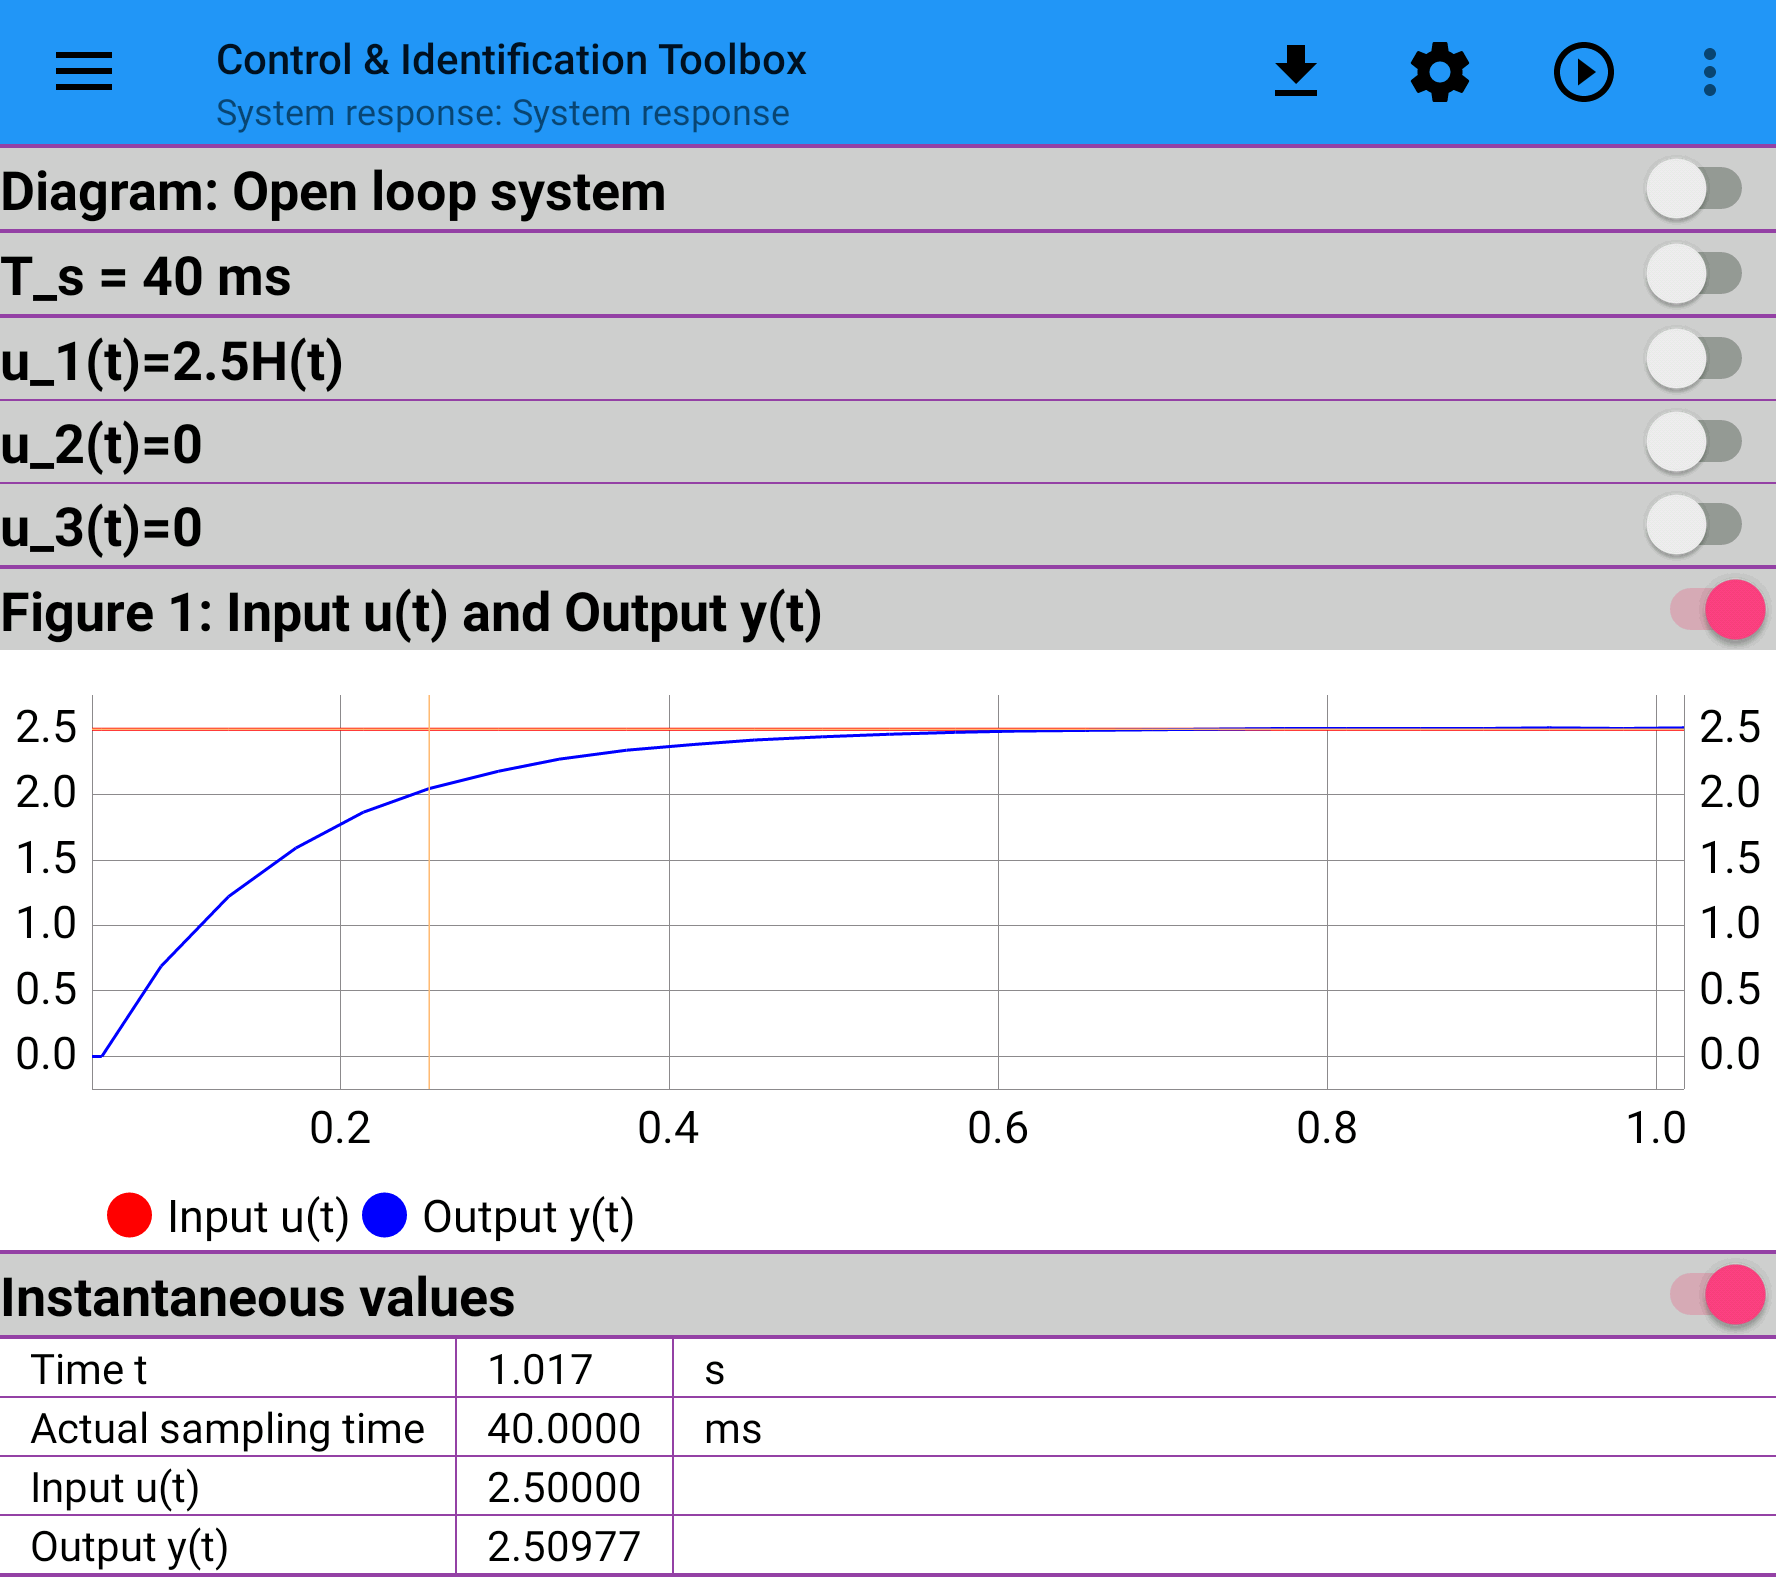 Control & Identification Toolbox
System response: System response
Diagram: Open loop system
T_s = 40 ms
u_1(t)=2.5H(t)
u_2(t)=0
u_3(t)=0
Figure 1: Input u(t) and Output y(t)
2.5 2.5
2.0 2.0
1.5 1.5
1.0 1.0
0.5 0.5
0.0 0.0
0.2 0.4 0.6 0.8 1.0
Input u(t) Output y(t)
Instantaneous values
Time t 1.017 s
Actual sampling time 40.0000 ms
Input u(t) 2.50000
Output y(t) 2.50977